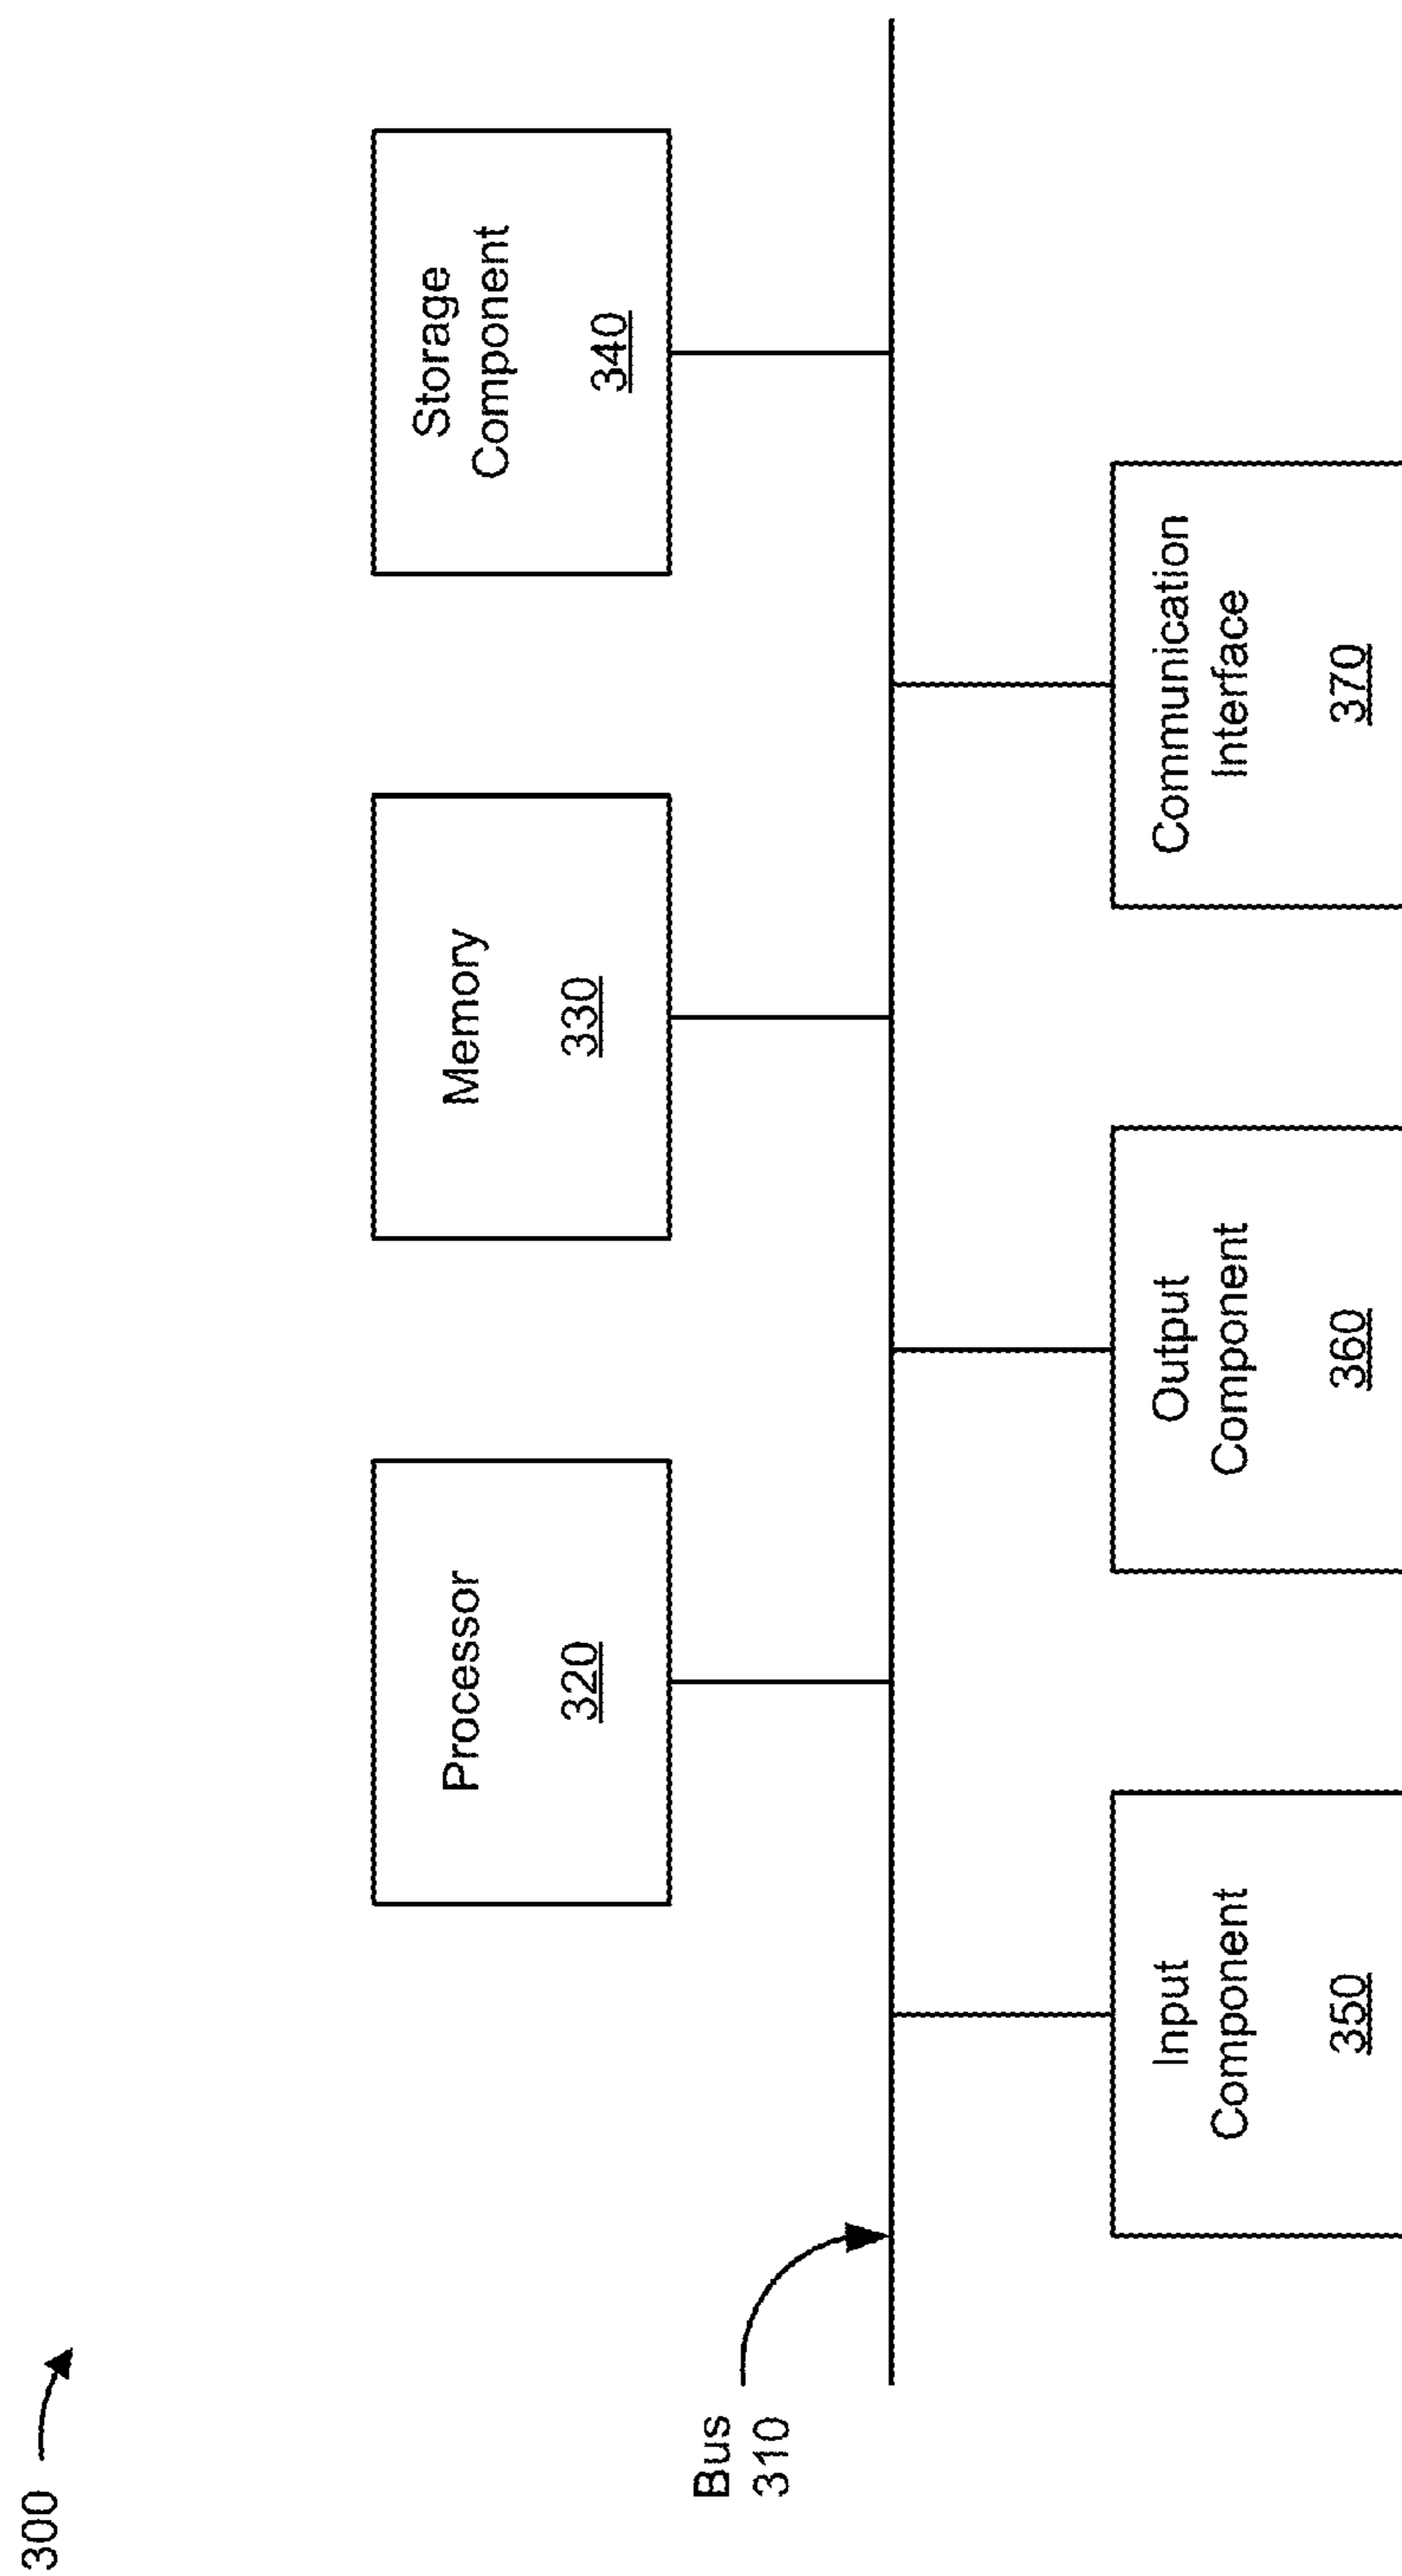 300
Processor
320
Memory
330
Storage
Component
340
Bus
310
Input
Component
350
Output
Component
360
Communication
Interface
370